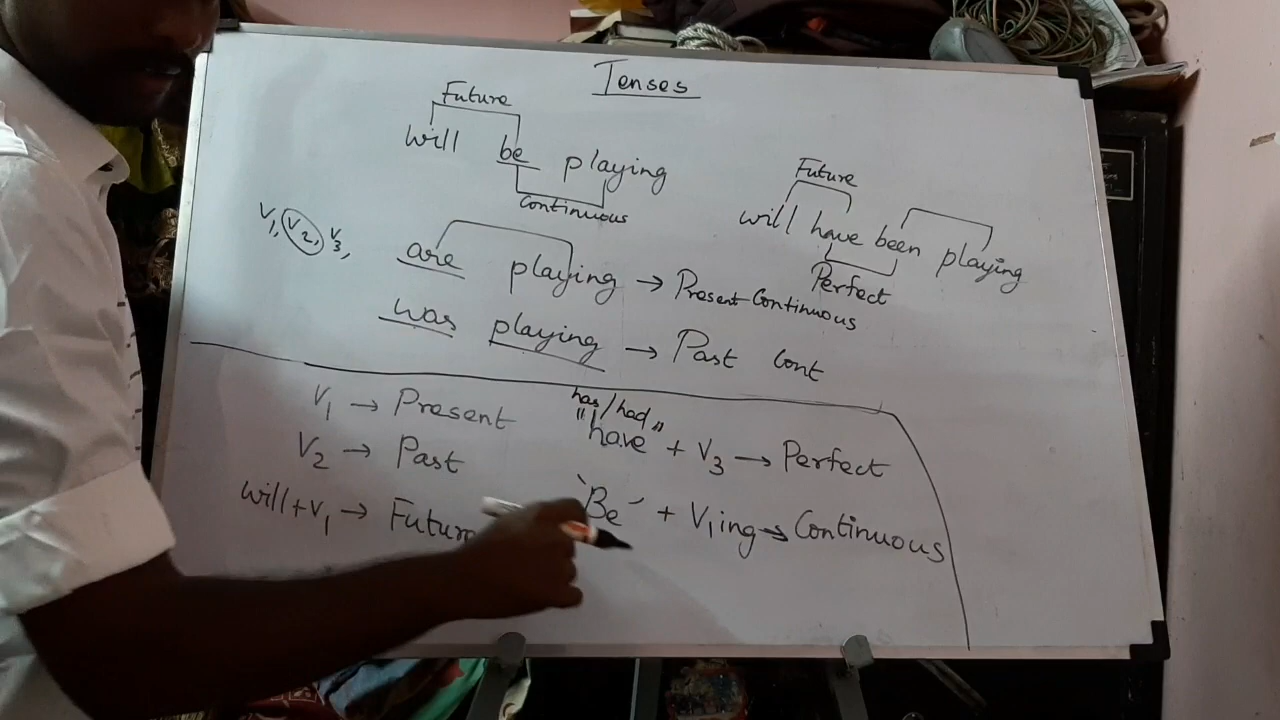 Tenses
Future
will be playing
Continuous
Future
will have been playing
Perfect
V1, V2, V3,
are playing → Present Continuous
was playing → Past Cont
V1 → Present
V2 → Past
will + V1 → Future
has/had
"have" + V3 → Perfect
'Be' + V1ing → Continuous